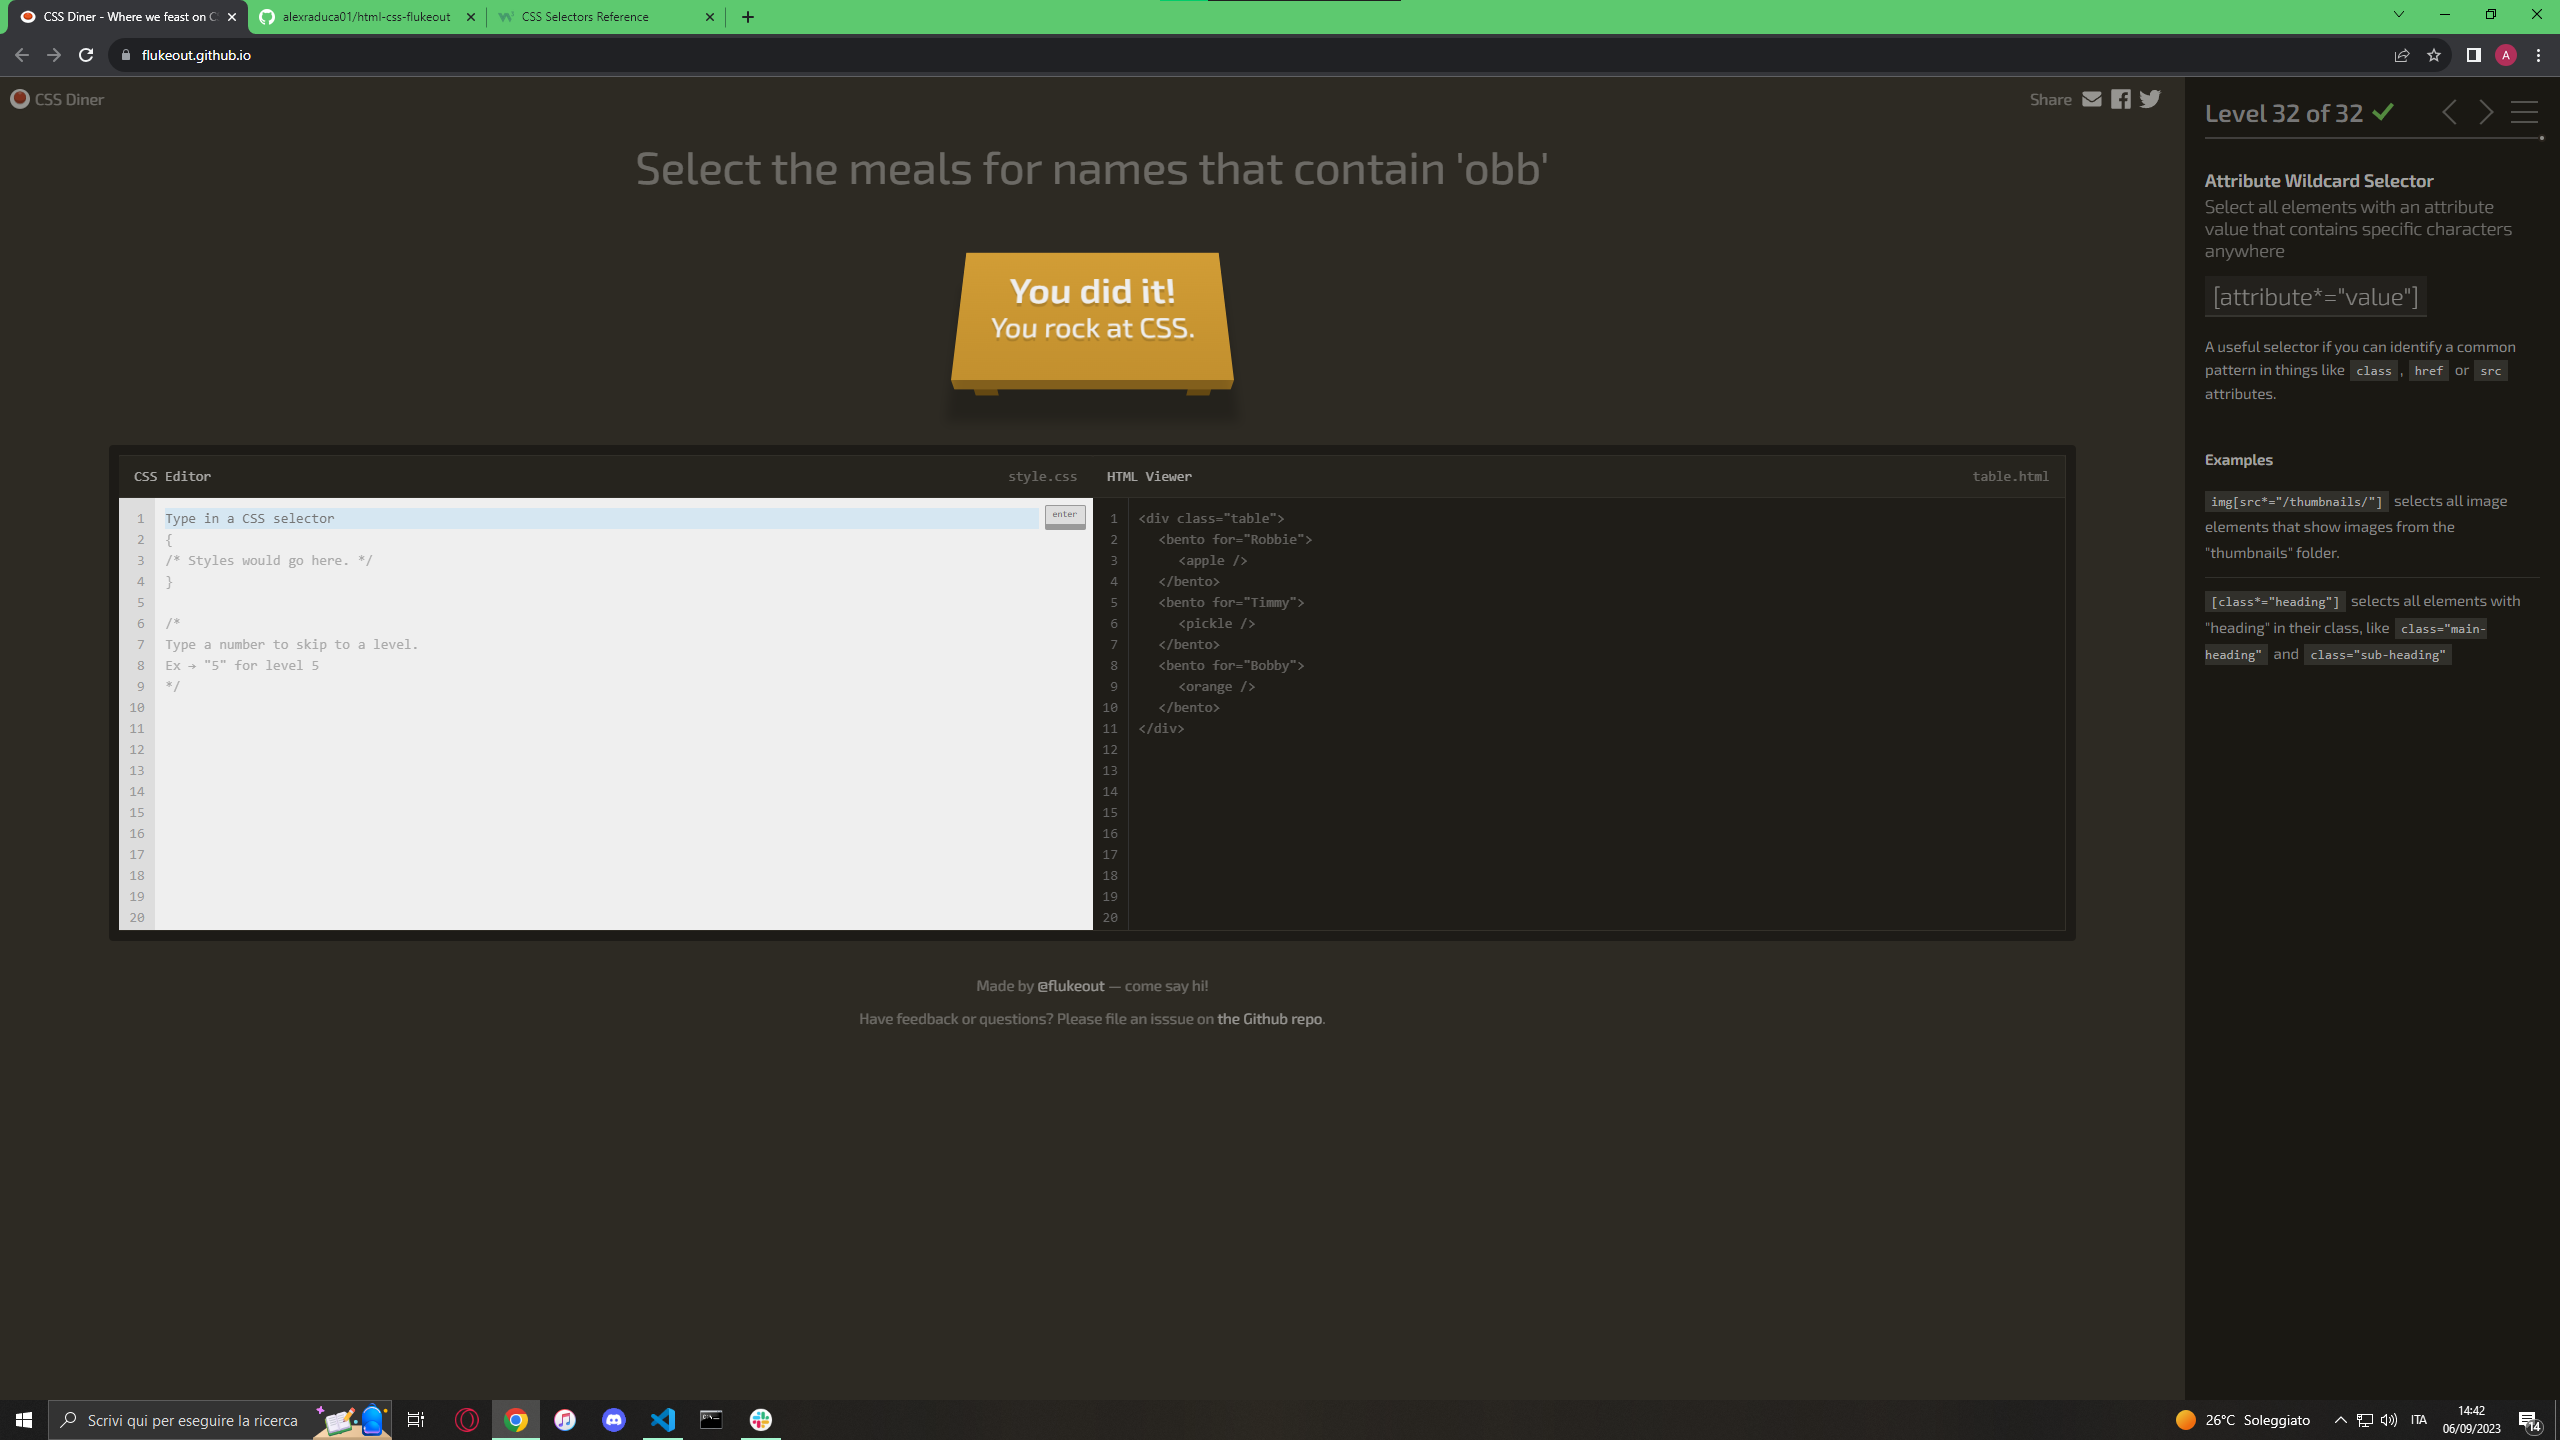 CSS Diner - Where we feast on CS
alexraduca01/html-css-flukeout
CSS Selectors Reference
flukeout.github.io
A
CSS Diner
Share
Level 32 of 32
Select the meals for names that contain 'obb'
You did it!
You rock at CSS.
Attribute Wildcard Selector
Select all elements with an attribute
value that contains specific characters
anywhere
[attribute*="value"]
A useful selector if you can identify a common
pattern in things like class , href or src
attributes.
Examples
img[src*="/thumbnails/"] selects all image
elements that show images from the
"thumbnails" folder.
[class*="heading"] selects all elements with
"heading" in their class, like class="main-
heading" and class="sub-heading"
CSS Editor
style.css
1 Type in a CSS selector
enter
2 {
3 /* Styles would go here. */
4 }
5
6 /*
7 Type a number to skip to a level.
8 Ex → "5" for level 5
9 */
10
11
12
13
14
15
16
17
18
19
20
HTML Viewer
table.html
1 <div class="table">
2 <bento for="Robbie">
3 <apple />
4 </bento>
5 <bento for="Timmy">
6 <pickle />
7 </bento>
8 <bento for="Bobby">
9 <orange />
10 </bento>
11 </div>
12
13
14
15
16
17
18
19
20
Made by @flukeout — come say hi!
Have feedback or questions? Please file an isssue on the Github repo.
Scrivi qui per eseguire la ricerca
26°C Soleggiato
ITA
14:42
06/09/2023
14